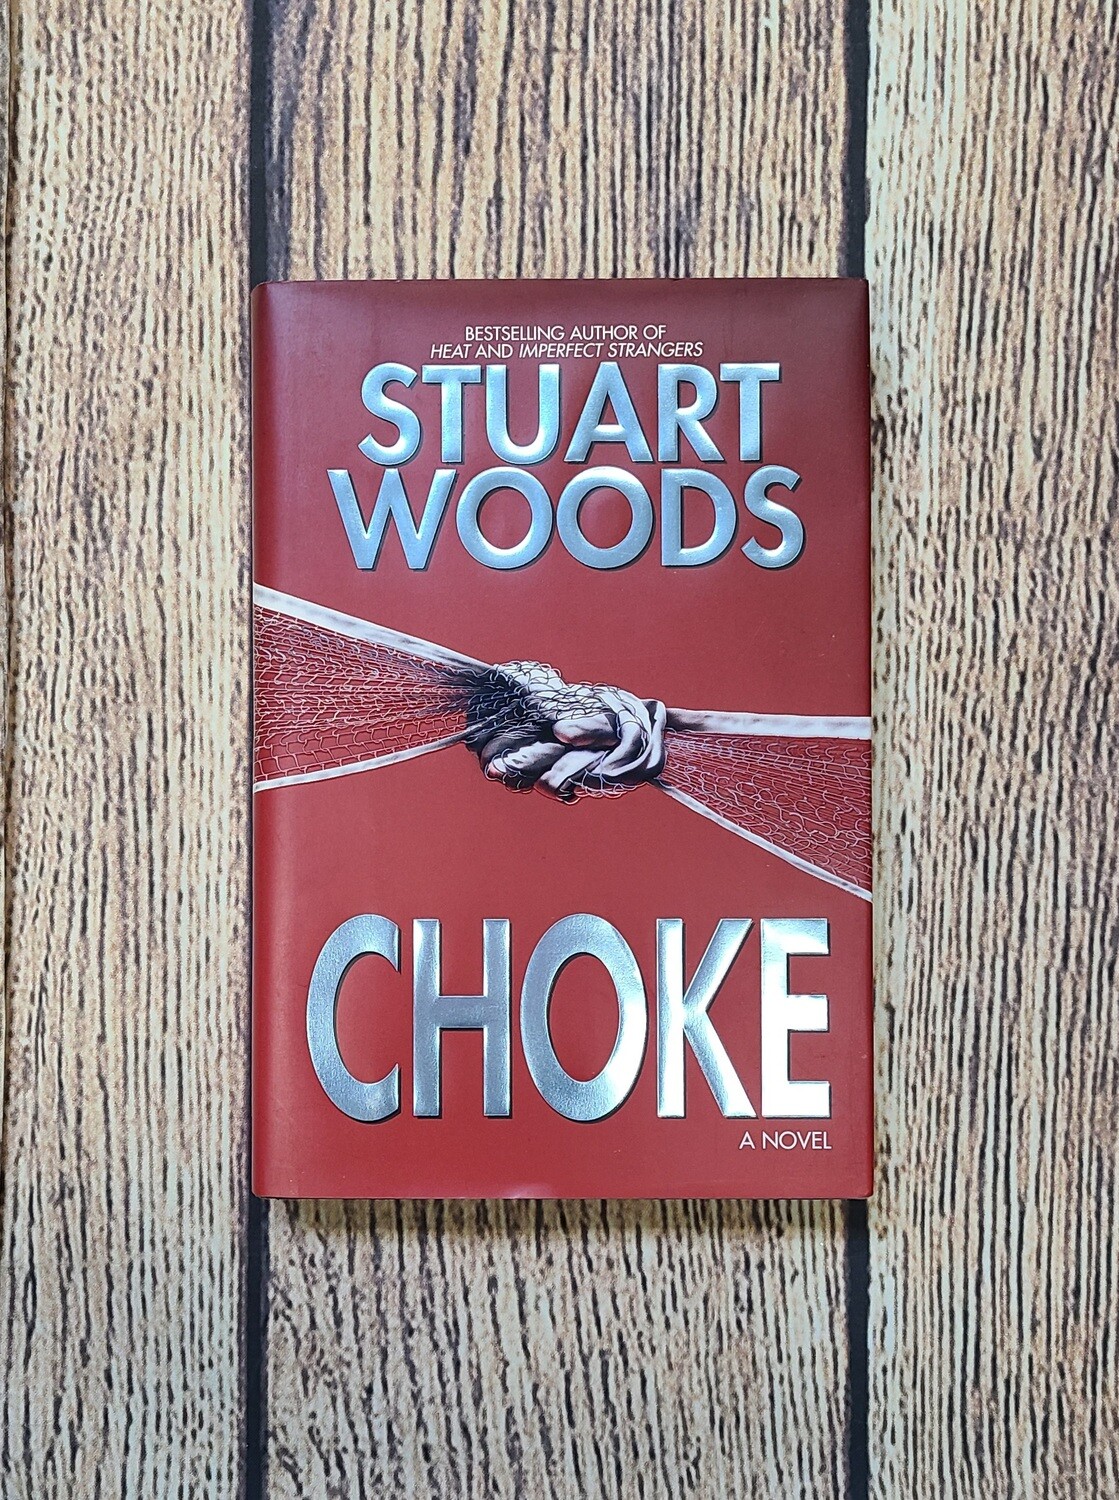 BESTSELLING AUTHOR OF
HEAT AND IMPERFECT STRANGERS
STUART
WOODS
CHOKE
A NOVEL